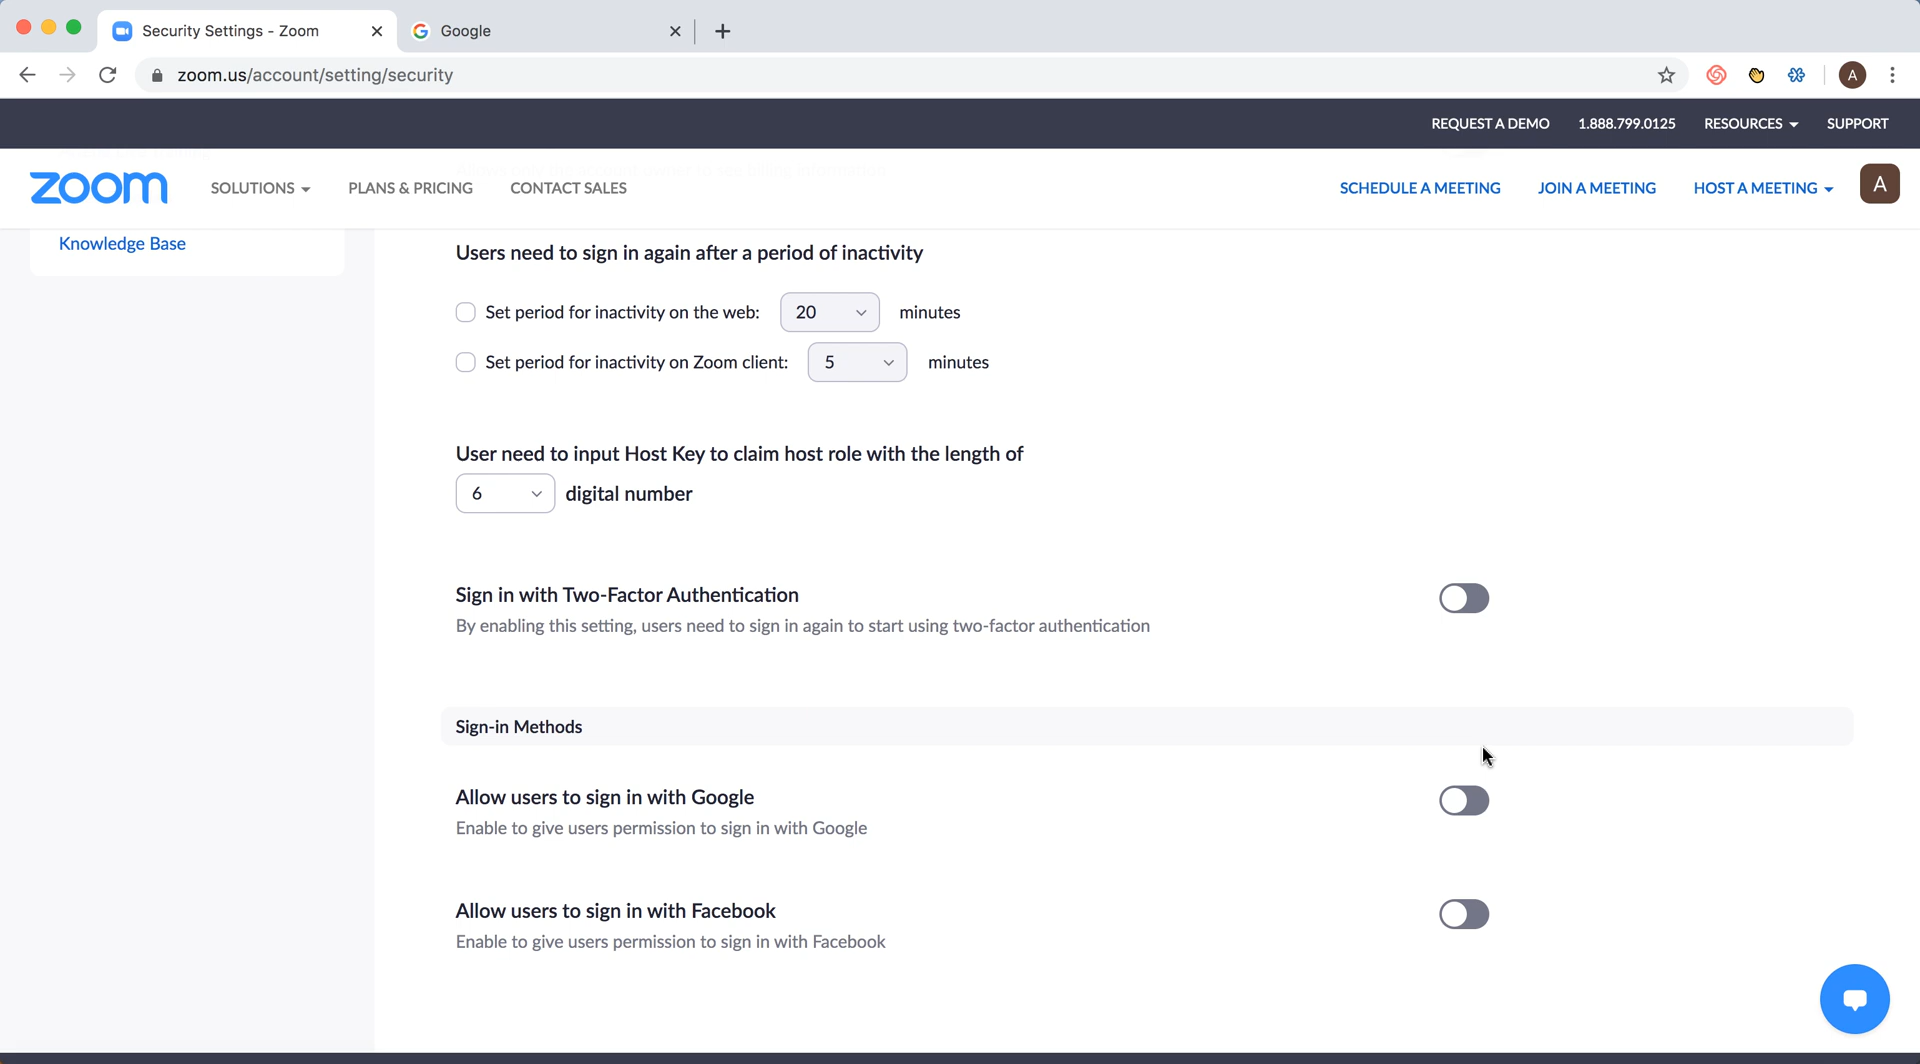 Security Settings - Zoom
Google
zoom.us/account/setting/security
A
REQUEST A DEMO 1.888.799.0125 RESOURCES SUPPORT
zoom SOLUTIONS PLANS & PRICING CONTACT SALES SCHEDULE A MEETING JOIN A MEETING HOST A MEETING A
Knowledge Base
Users need to sign in again after a period of inactivity
Set period for inactivity on the web: 20 minutes
Set period for inactivity on Zoom client: 5 minutes
User need to input Host Key to claim host role with the length of
6 digital number
Sign in with Two-Factor Authentication
By enabling this setting, users need to sign in again to start using two-factor authentication
Sign-in Methods
Allow users to sign in with Google
Enable to give users permission to sign in with Google
Allow users to sign in with Facebook
Enable to give users permission to sign in with Facebook